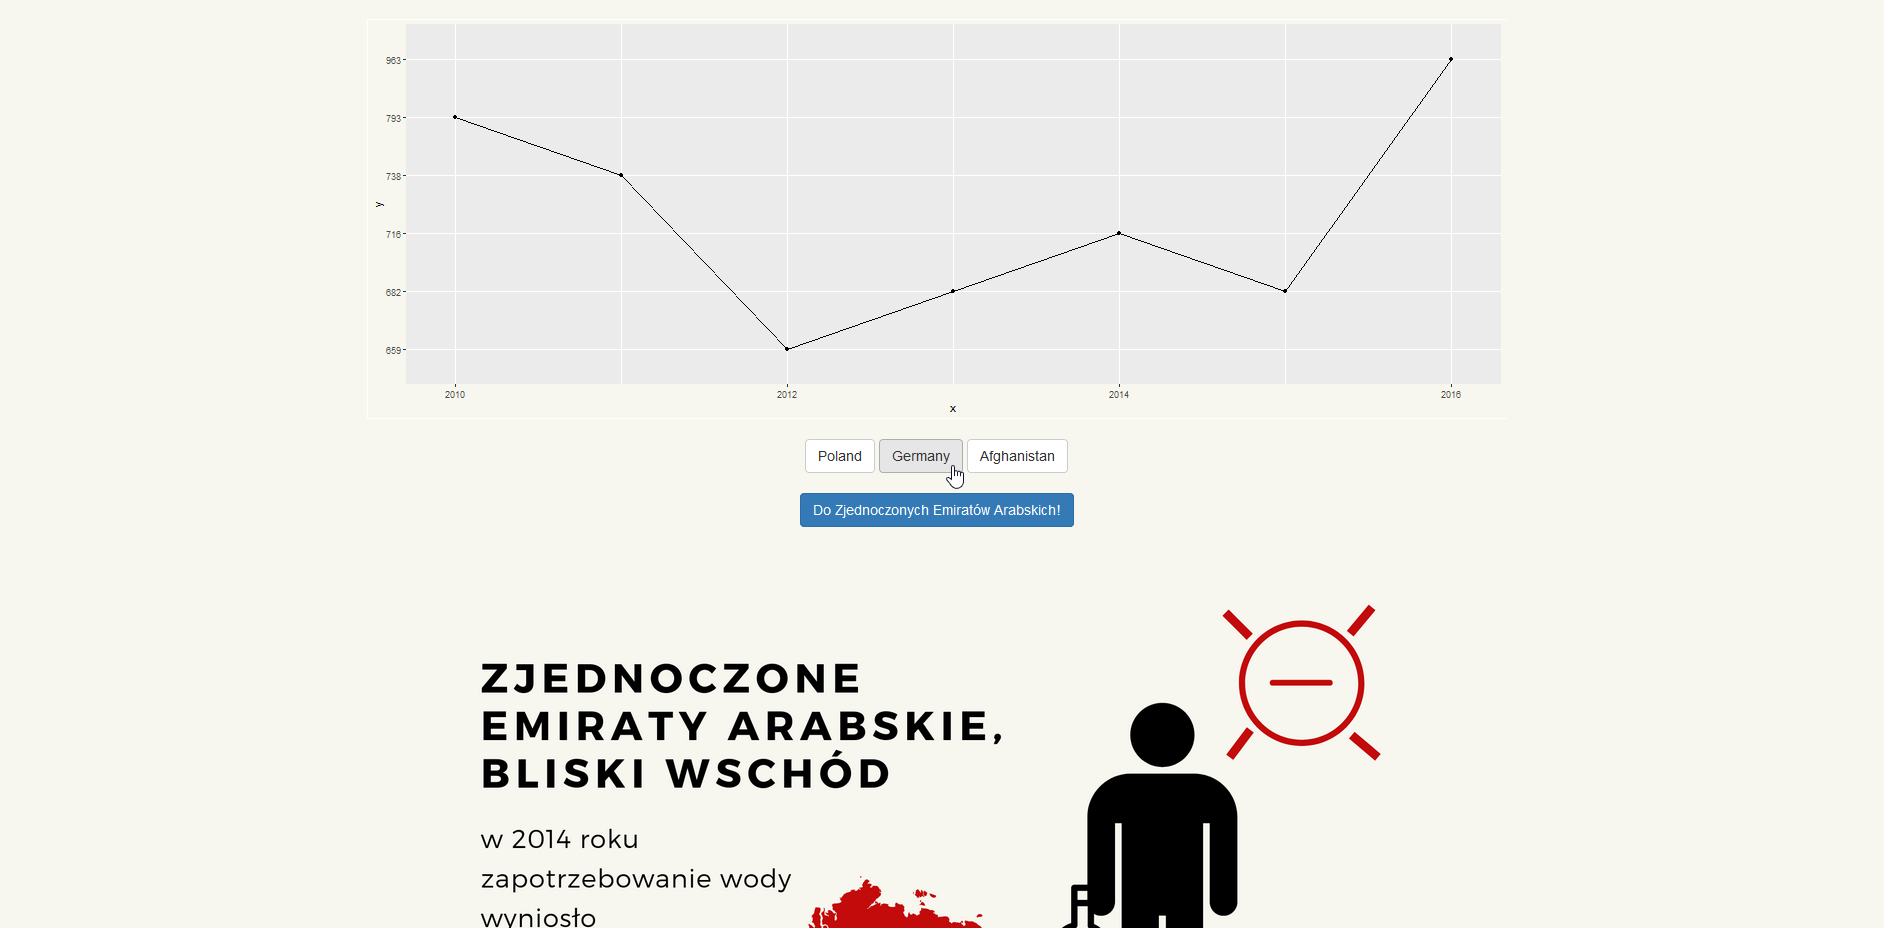 963
793
738
y
716
682
659
2010 2012 2014 2016
x
Poland Germany Afghanistan
Do Zjednoczonych Emiratów Arabskich!
ZJEDNOCZONE
EMIRATY ARABSKIE,
BLISKI WSCHÓD
w 2014 roku
zapotrzebowanie wody
wyniosło